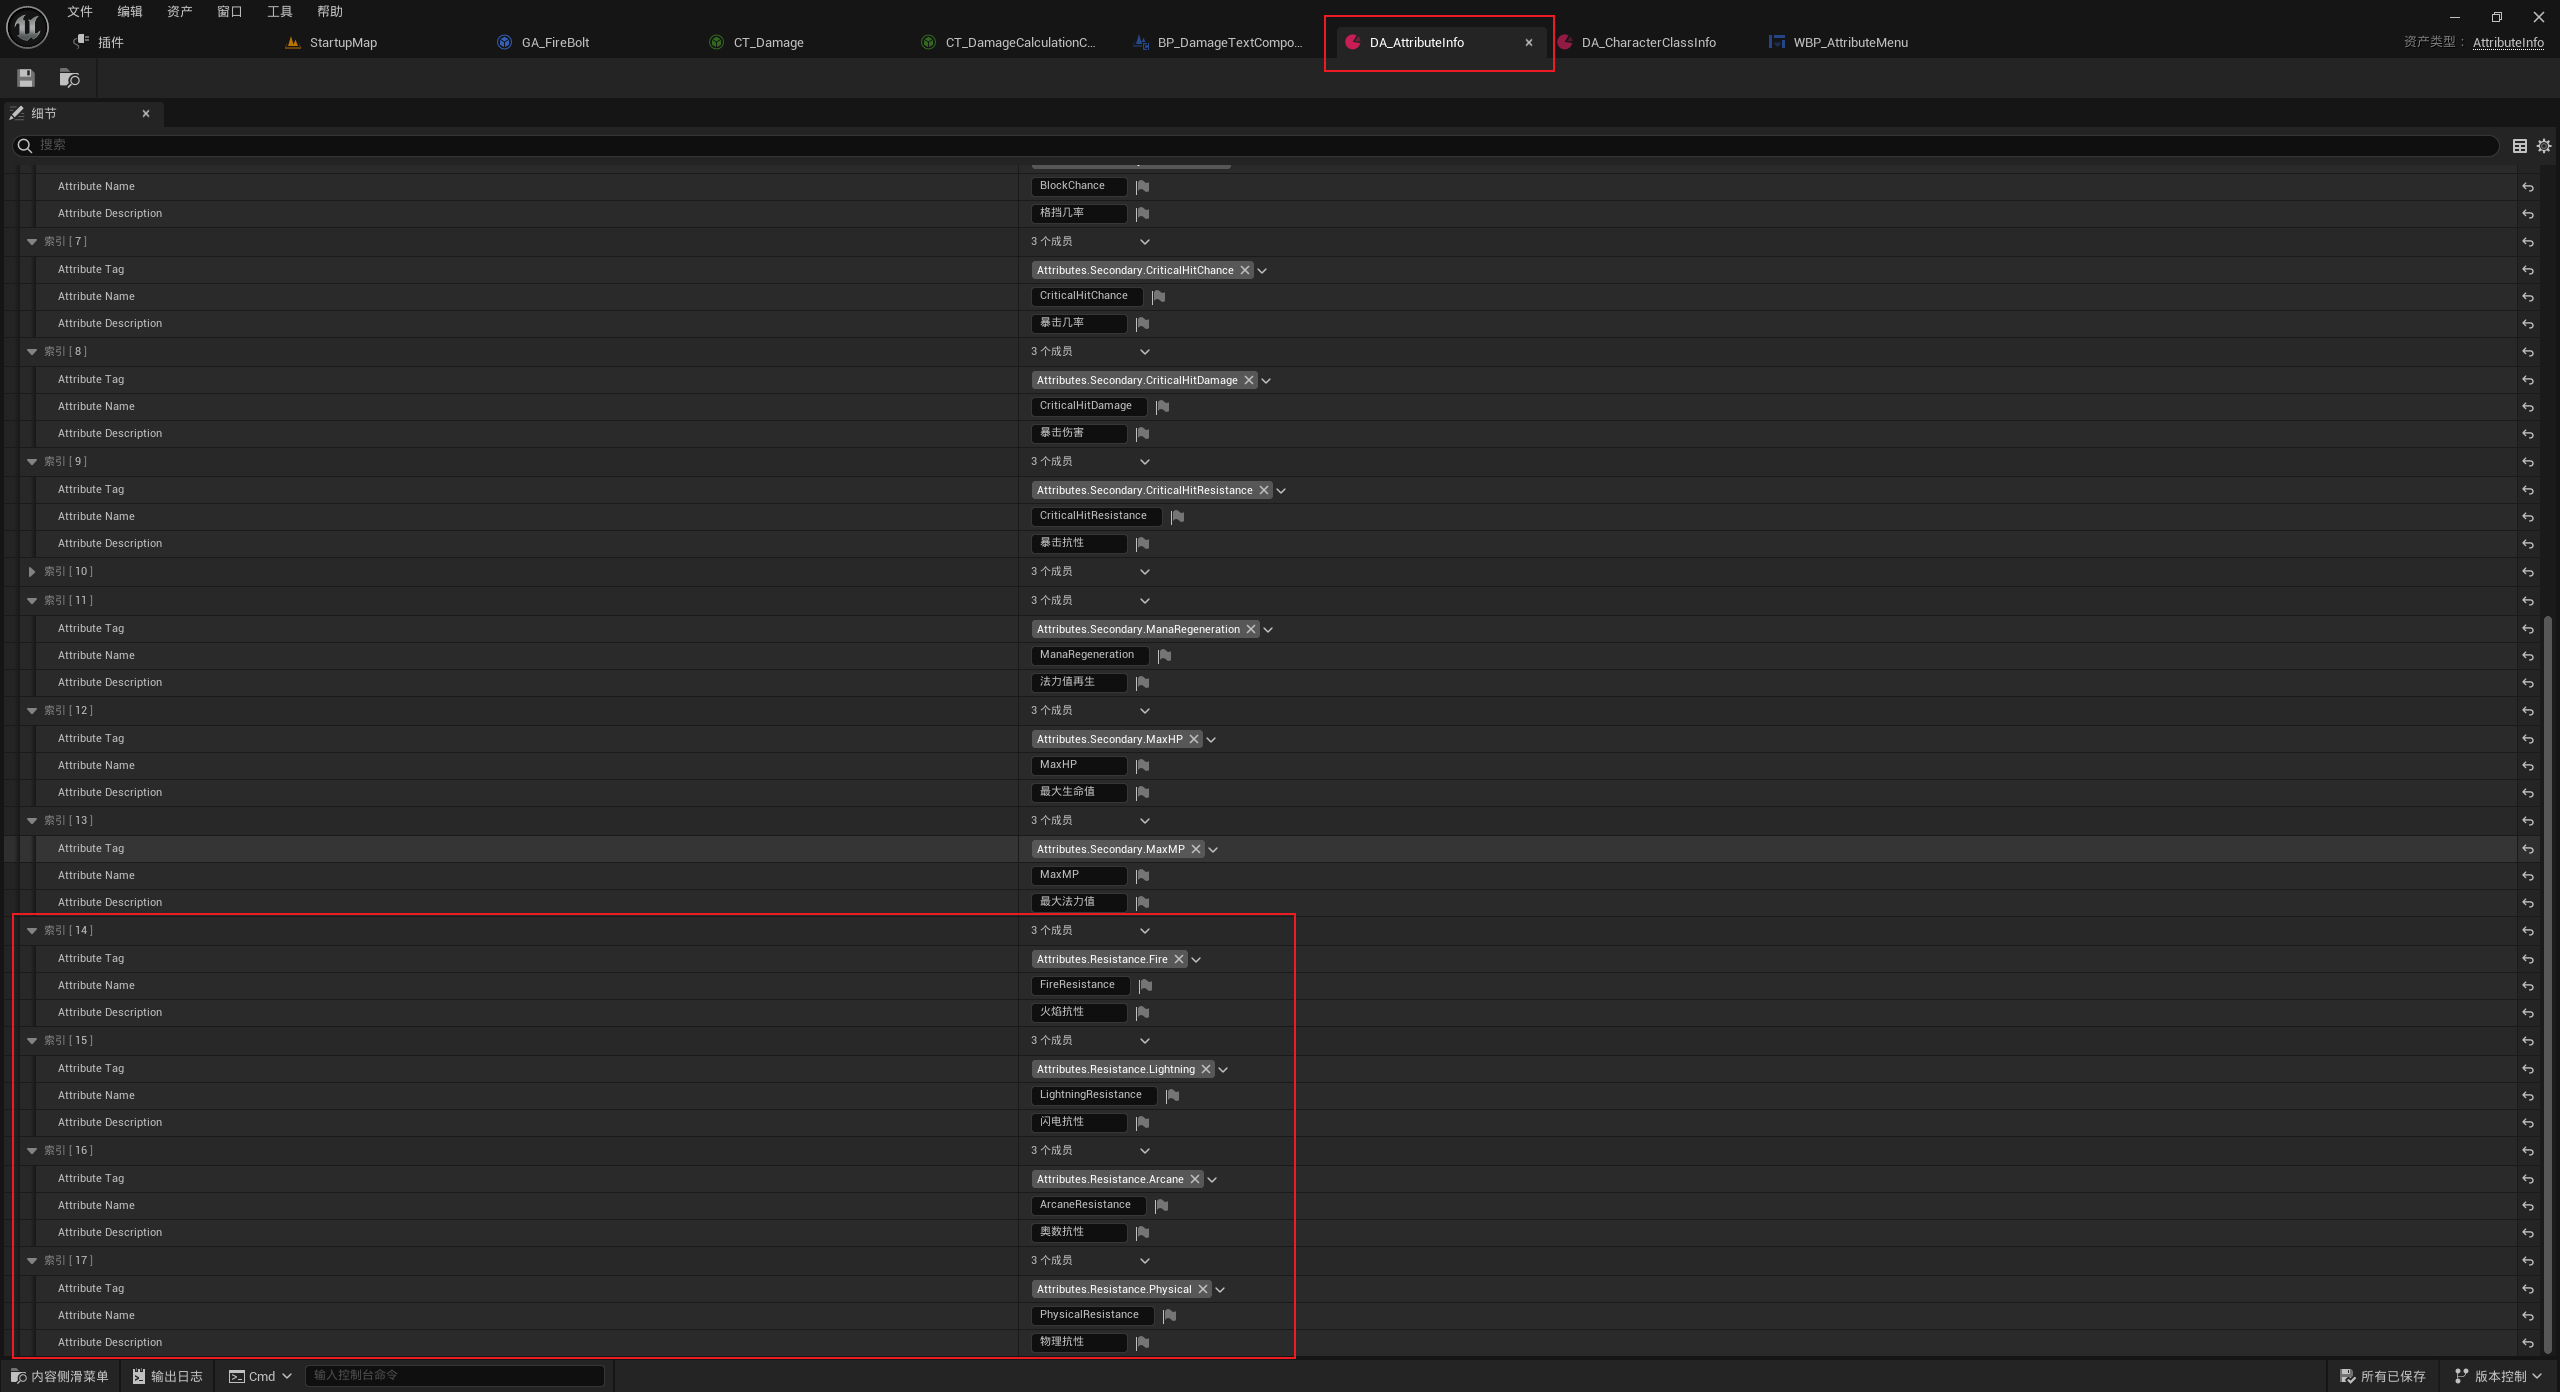 文件 编辑 资产 窗口 工具 帮助
插件 StartupMap GA_FireBolt CT_Damage CT_DamageCalculationC... BP_DamageTextCompo... DA_AttributeInfo DA_CharacterClassInfo WBP_AttributeMenu 资产类型： AttributeInfo
细节
搜索
Attribute Name BlockChance
Attribute Description 格挡几率
索引 [ 7 ] 3 个成员
Attribute Tag Attributes.Secondary.CriticalHitChance
Attribute Name CriticalHitChance
Attribute Description 暴击几率
索引 [ 8 ] 3 个成员
Attribute Tag Attributes.Secondary.CriticalHitDamage
Attribute Name CriticalHitDamage
Attribute Description 暴击伤害
索引 [ 9 ] 3 个成员
Attribute Tag Attributes.Secondary.CriticalHitResistance
Attribute Name CriticalHitResistance
Attribute Description 暴击抗性
索引 [ 10 ] 3 个成员
索引 [ 11 ] 3 个成员
Attribute Tag Attributes.Secondary.ManaRegeneration
Attribute Name ManaRegeneration
Attribute Description 法力值再生
索引 [ 12 ] 3 个成员
Attribute Tag Attributes.Secondary.MaxHP
Attribute Name MaxHP
Attribute Description 最大生命值
索引 [ 13 ] 3 个成员
Attribute Tag Attributes.Secondary.MaxMP
Attribute Name MaxMP
Attribute Description 最大法力值
索引 [ 14 ] 3 个成员
Attribute Tag Attributes.Resistance.Fire
Attribute Name FireResistance
Attribute Description 火焰抗性
索引 [ 15 ] 3 个成员
Attribute Tag Attributes.Resistance.Lightning
Attribute Name LightningResistance
Attribute Description 闪电抗性
索引 [ 16 ] 3 个成员
Attribute Tag Attributes.Resistance.Arcane
Attribute Name ArcaneResistance
Attribute Description 奥数抗性
索引 [ 17 ] 3 个成员
Attribute Tag Attributes.Resistance.Physical
Attribute Name PhysicalResistance
Attribute Description 物理抗性
内容侧滑菜单 输出日志 Cmd 输入控制台命令 所有已保存 版本控制